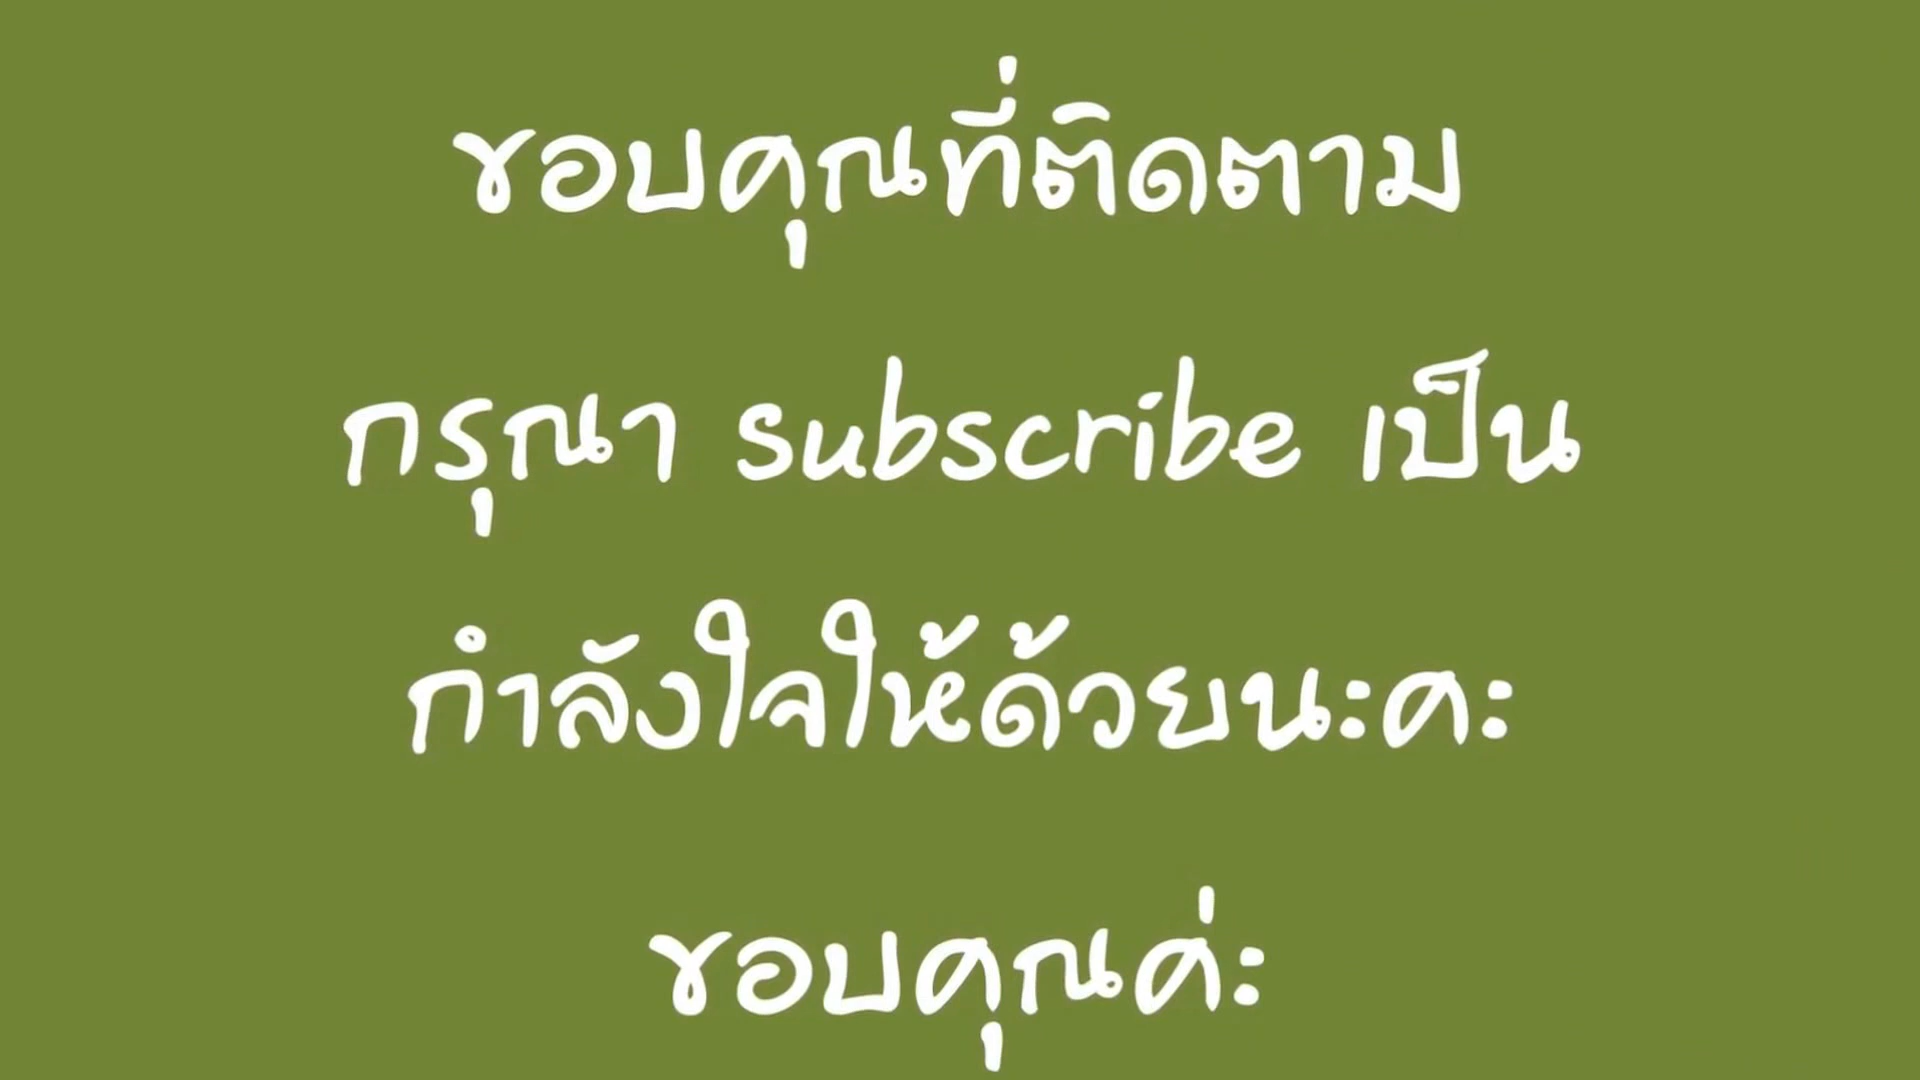 ขอบคุณที่ติดตาม
กรุณา subscribe เป็น
กำลังใจให้ด้วยนะคะ
ขอบคุณค่ะ